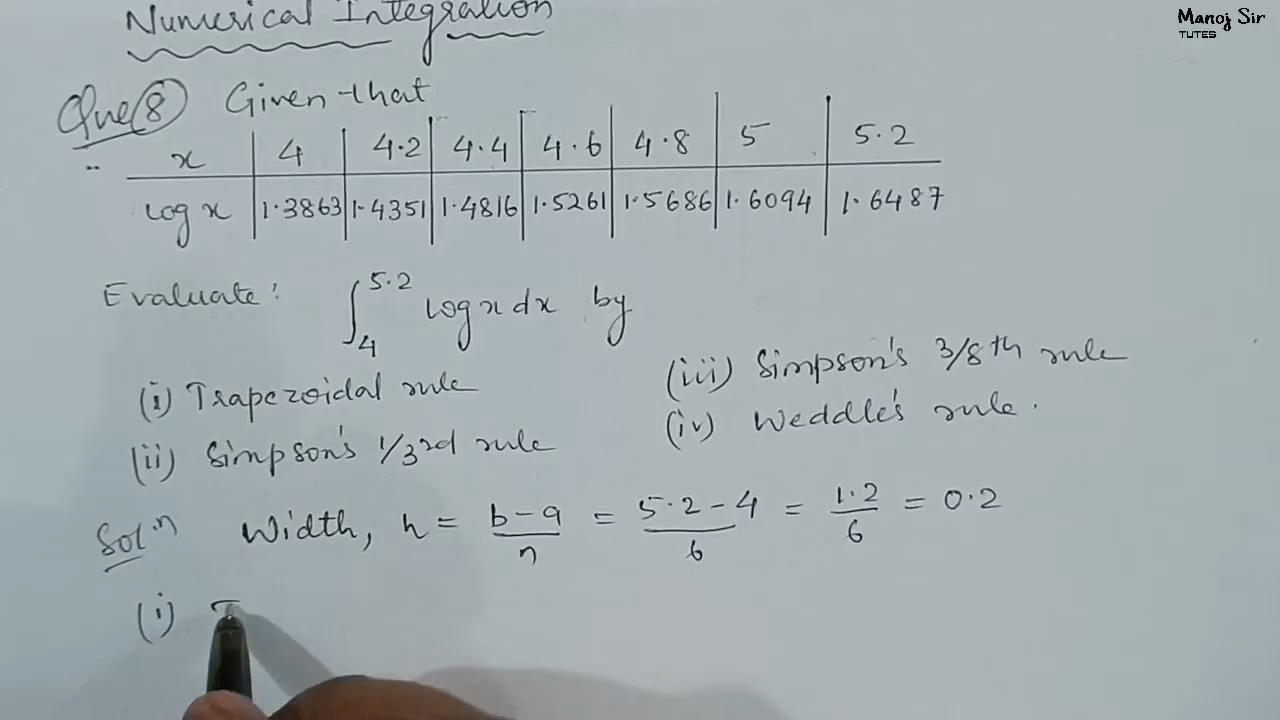 Manoj Sir
TUTES
Numerical Integration
Que(8) Given that
x 4 4.2 4.4 4.6 4.8 5 5.2
log x 1.3863 1.4351 1.4816 1.5261 1.5686 1.6094 1.6487
Evaluate: ∫₄^5.2 log x dx by
(i) Trapezoidal rule
(ii) Simpson's 1/3rd rule
(iii) Simpson's 3/8th rule
(iv) Weddle's rule.
Solⁿ Width, h = (b-a)/n = (5.2-4)/6 = 1.2/6 = 0.2
(i) T